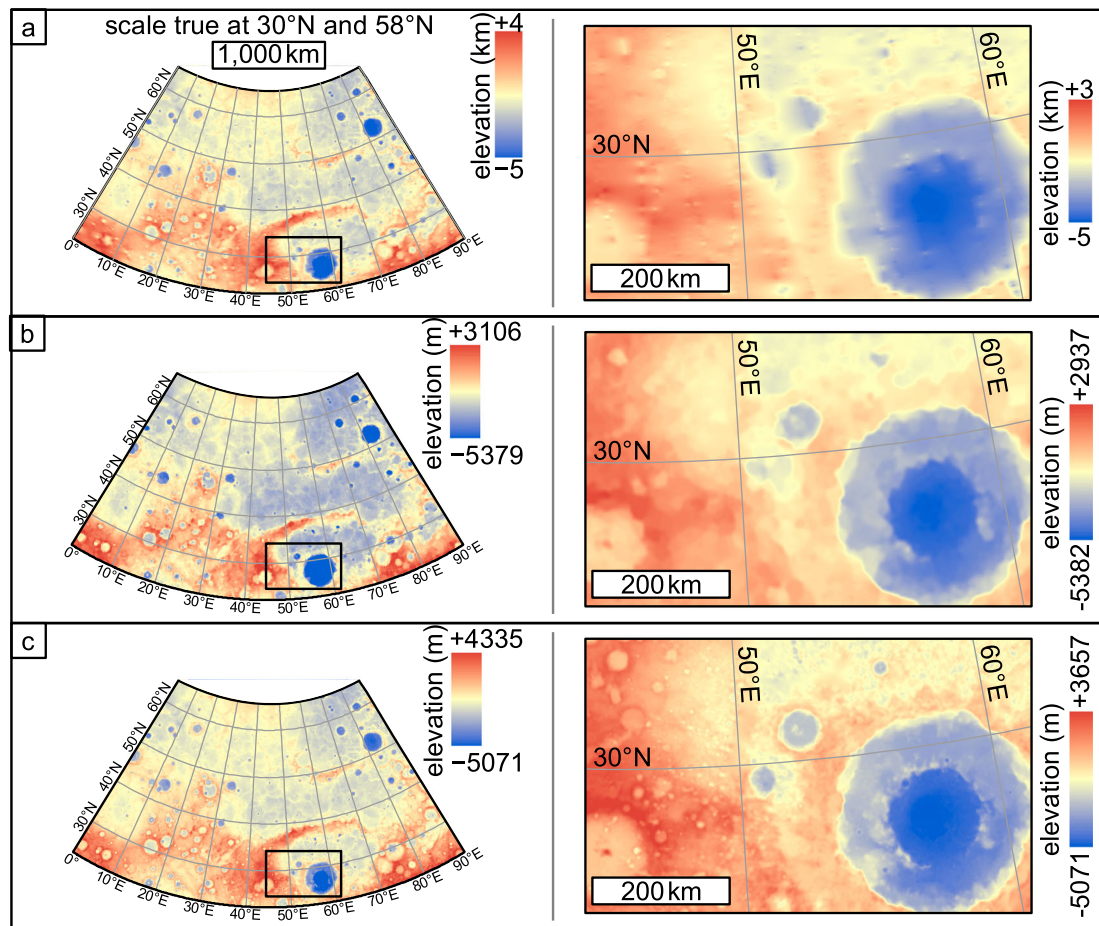 a
scale true at 30°N and 58°N
1,000 km
+4
elevation (km)
−5
60°N
50°N
40°N
30°N
0°
10°E
20°E
30°E
40°E
50°E
60°E
70°E
80°E
90°E
50°E
60°E
30°N
200 km
+3
elevation (km)
-5
b
+3106
elevation (m)
−5379
60°N
50°N
40°N
30°N
0°
10°E
20°E
30°E
40°E
50°E
60°E
70°E
80°E
90°E
50°E
60°E
30°N
200 km
+2937
elevation (m)
-5382
c
+4335
elevation (m)
−5071
60°N
50°N
40°N
30°N
0°
10°E
20°E
30°E
40°E
50°E
60°E
70°E
80°E
90°E
50°E
60°E
30°N
200 km
+3657
elevation (m)
-5071